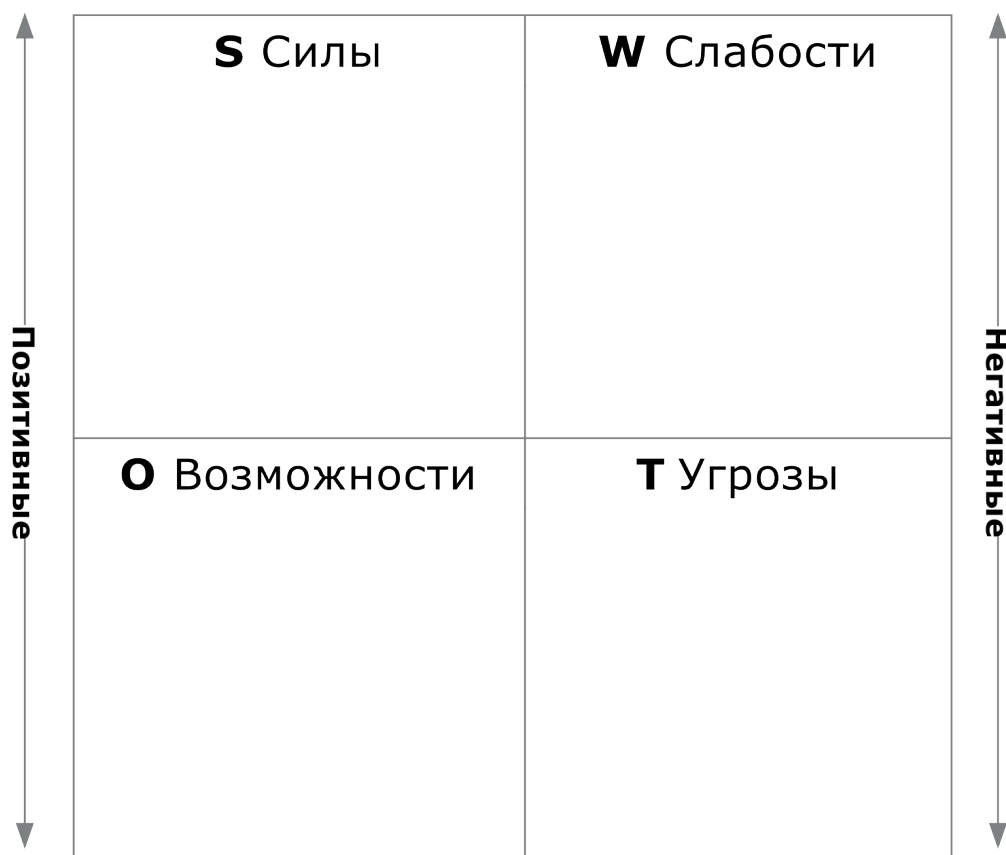 S Силы
W Слабости
Позитивные
Негативные
O Возможности
T Угрозы